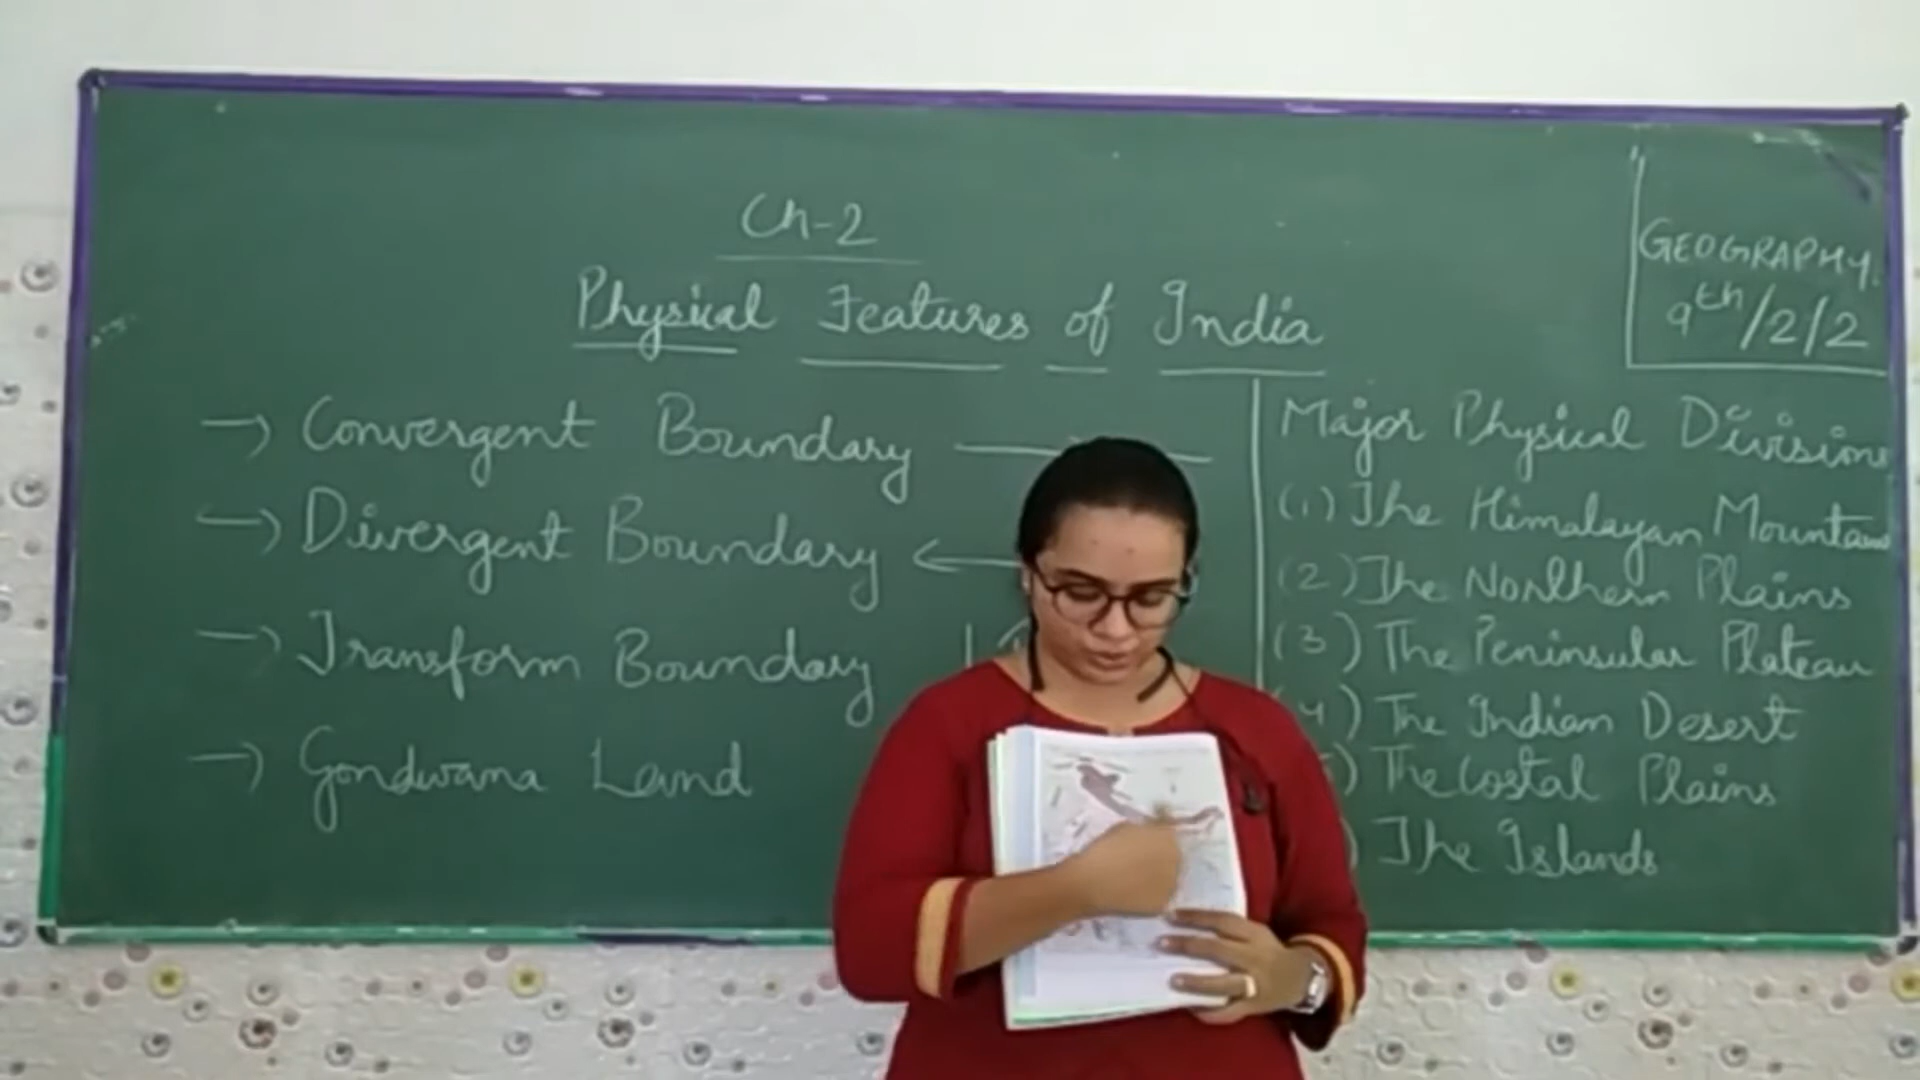 Ch-2
Physical Features of India
GEOGRAPHY.
9th/2/2
→ Convergent Boundary
→ Divergent Boundary ←
→ Transform Boundary
→ Gondwana Land
Major Physical Divisions
(1) The Himalayan Mountain
(2) The Northern Plains
(3) The Peninsular Plateau
4) The Indian Desert
) The Costal Plains
) The Islands